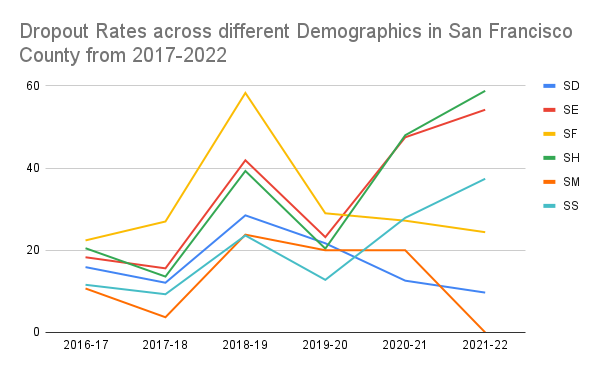 Dropout Rates across different Demographics in San Francisco
County from 2017-2022
60
40
20
0
2016-17
2017-18
2018-19
2019-20
2020-21
2021-22
SD
SE
SF
SH
SM
SS